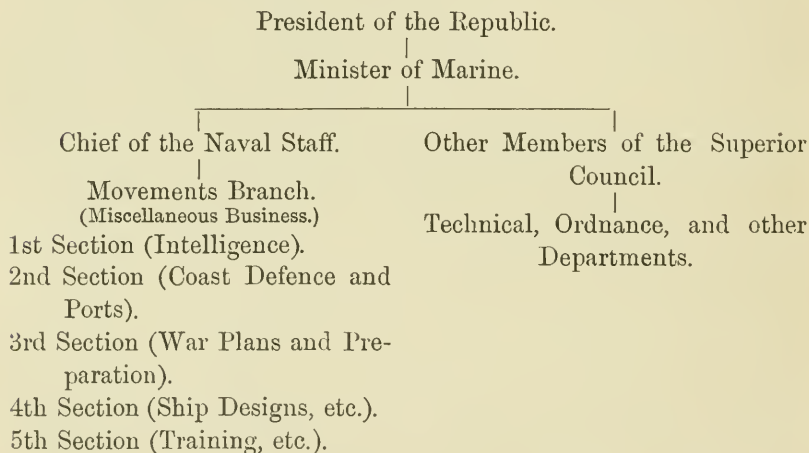 President of the Republic.
Minister of Marine.
Chief of the Naval Staff.
Movements Branch.
(Miscellaneous Business.)
1st Section (Intelligence).
2nd Section (Coast Defence and
Ports).
3rd Section (War Plans and Pre-
paration).
4th Section (Ship Designs, etc.).
5th Section (Training, etc.).
Other Members of the Superior
Council.
Technical, Ordnance, and other
Departments.